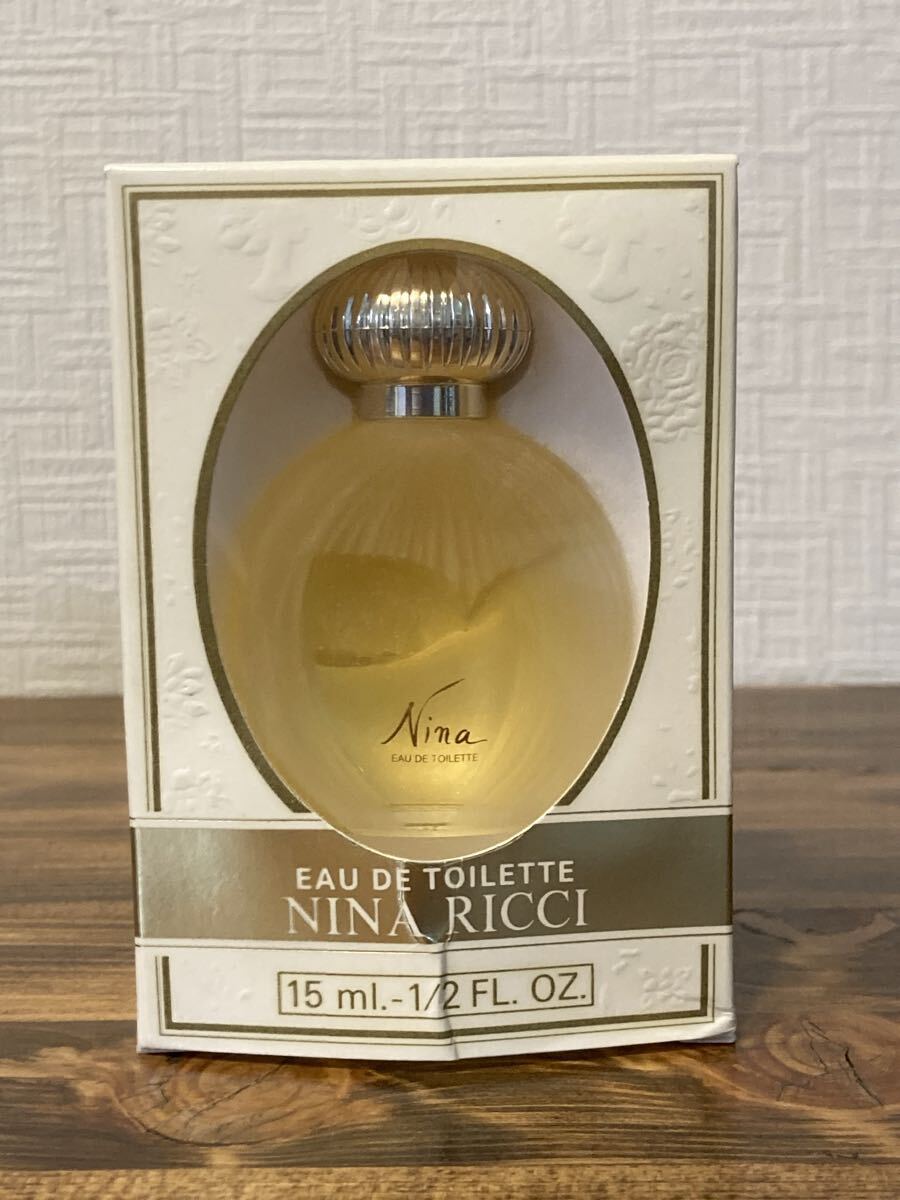 Nina
EAU DE TOILETTE
EAU DE TOILETTE
NINA RICCI
15 ml.-1/2 FL. OZ.